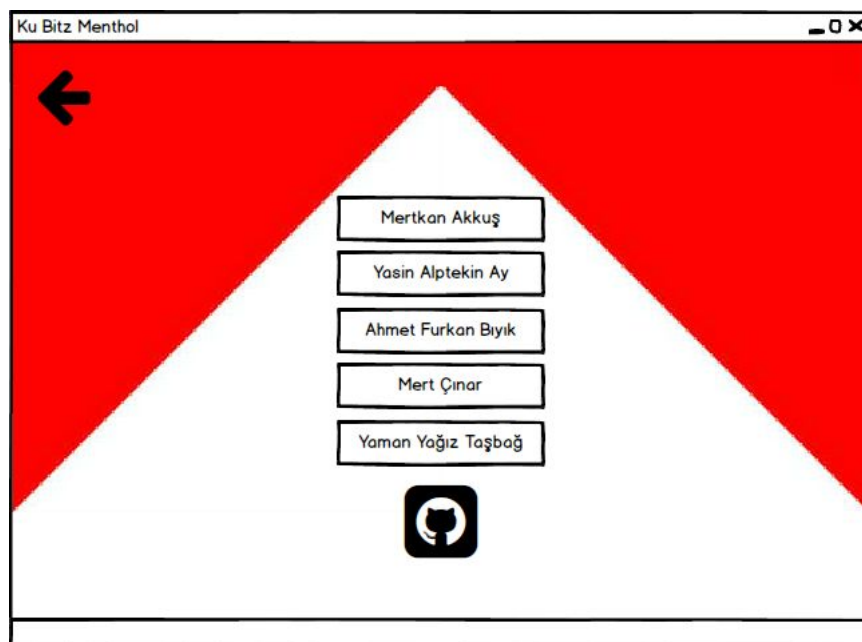 Ku Bitz Menthol
Mertkan Akkuş
Yasin Alptekin Ay
Ahmet Furkan Bıyık
Mert Çınar
Yaman Yağız Taşbağ